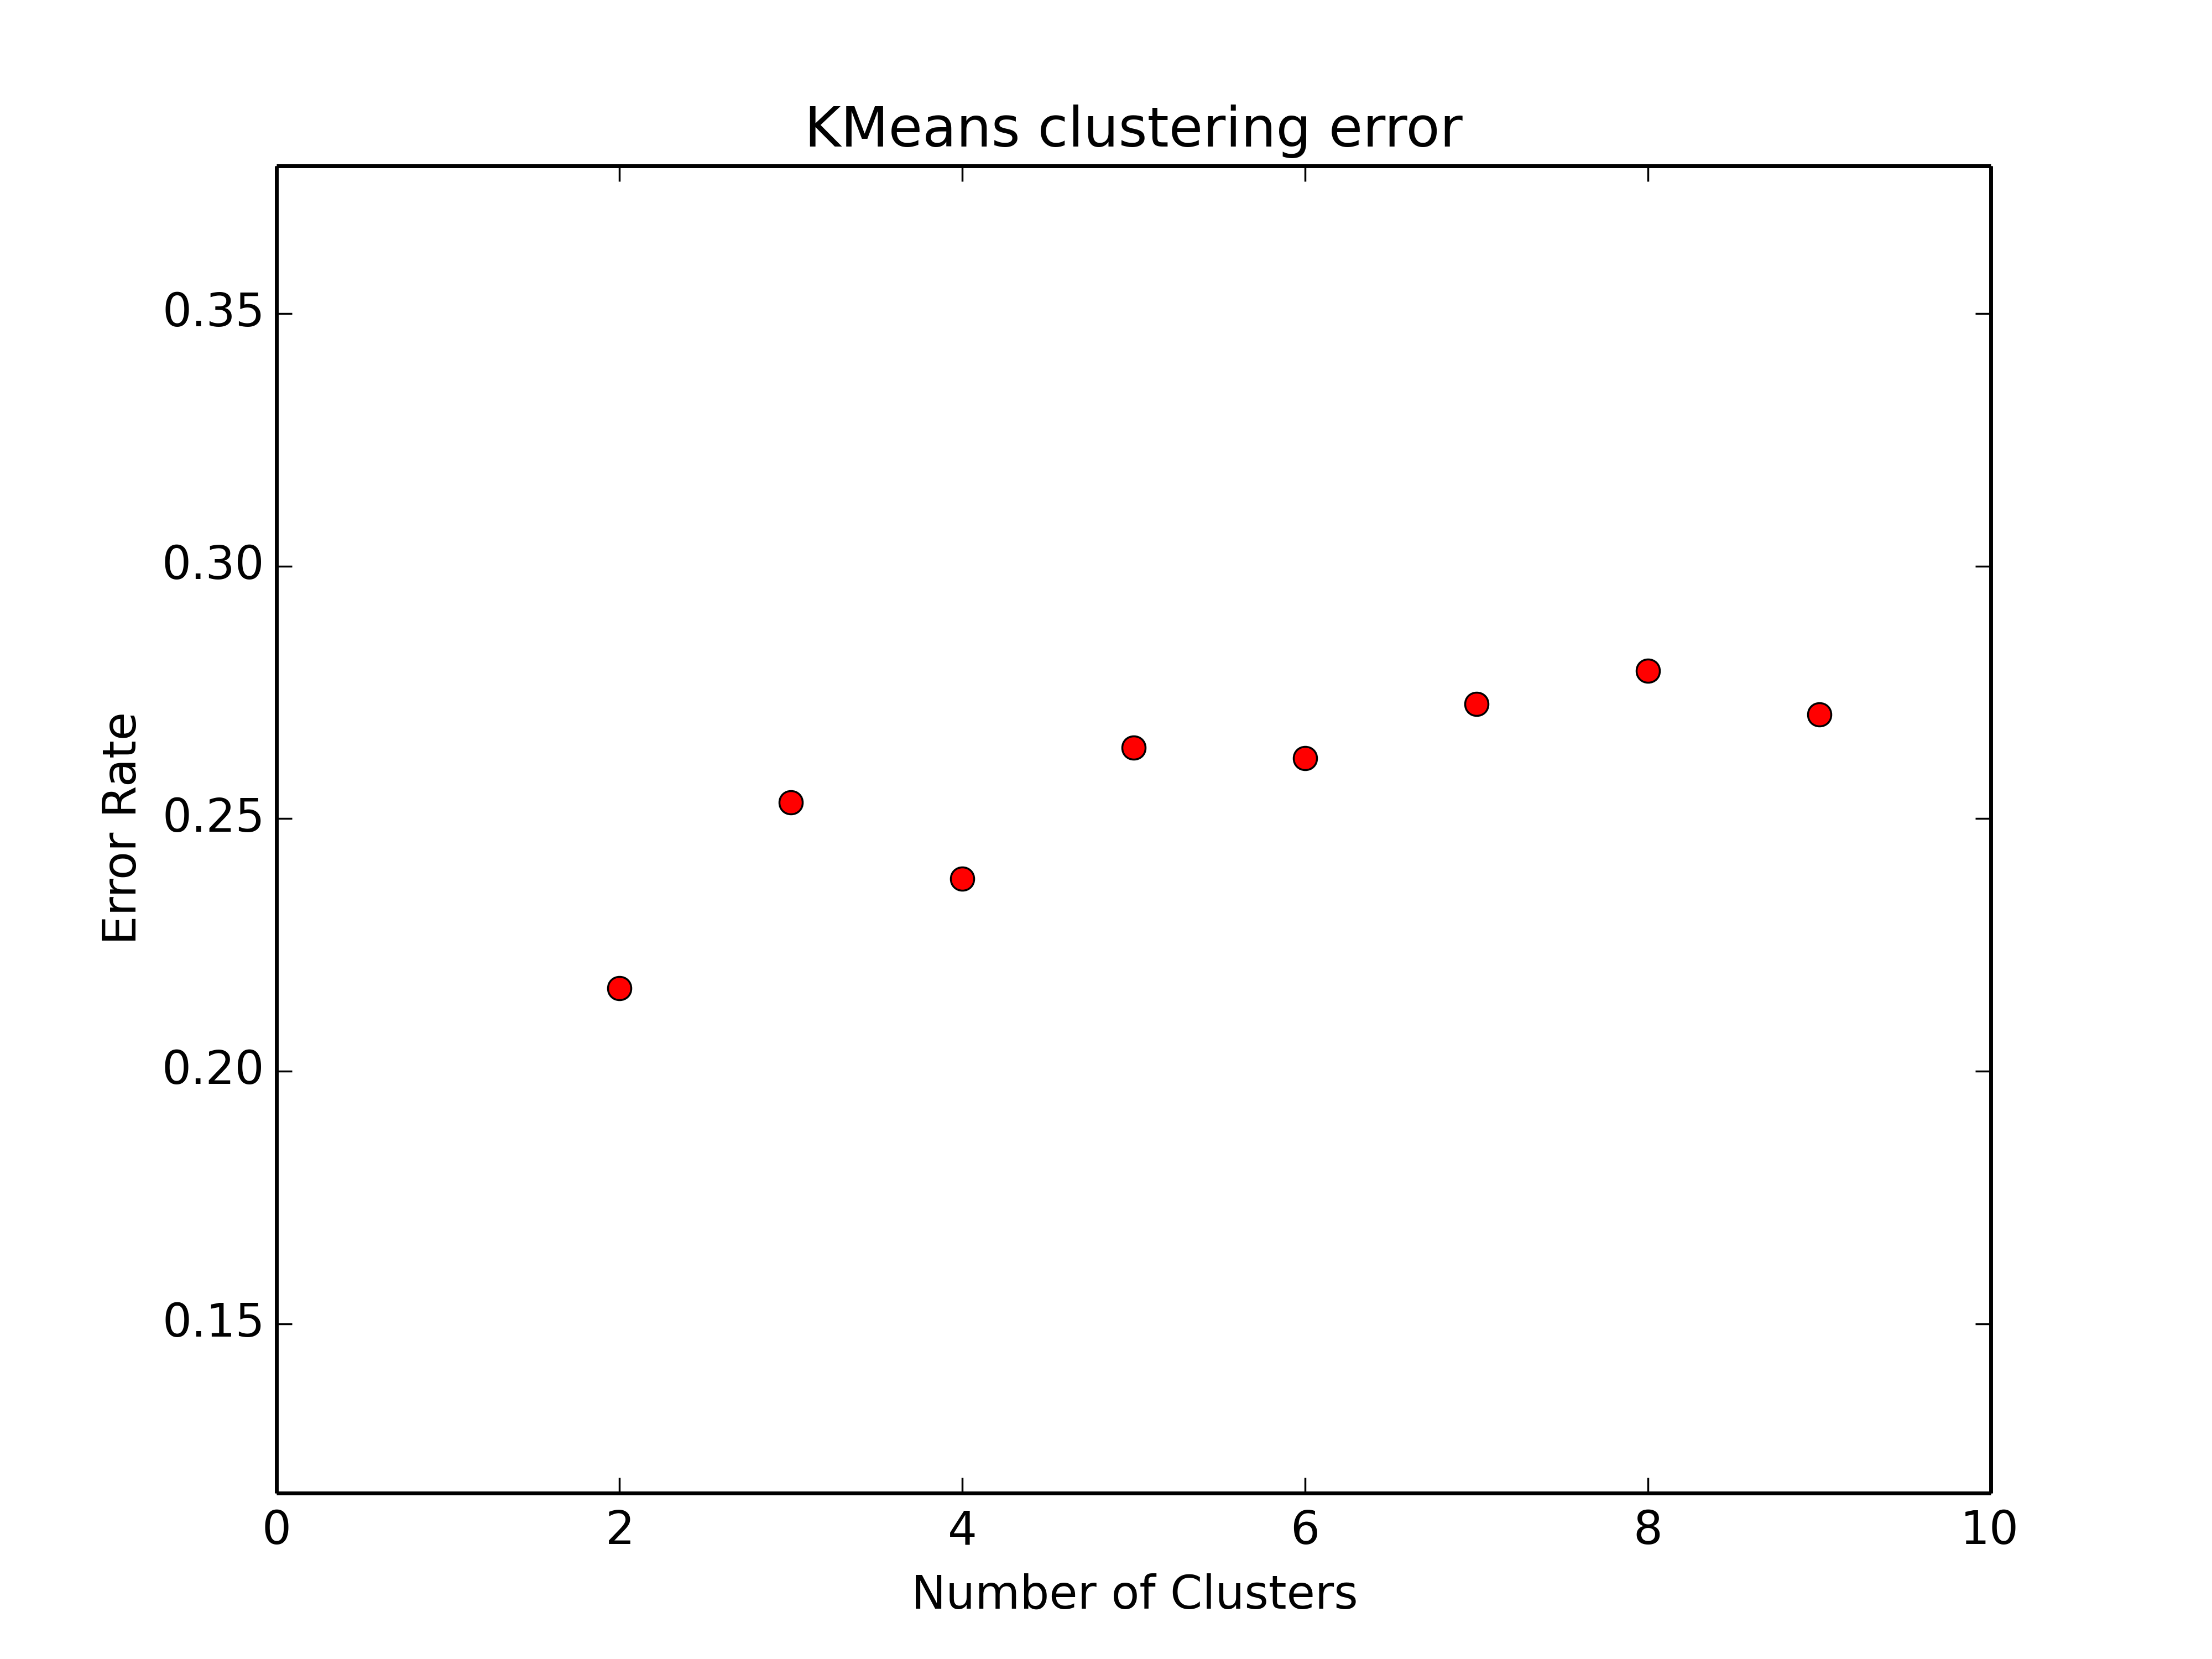 KMeans clustering error
0.35
0.30
0.25
0.20
0.15
Error Rate
0 2 4 6 8 10
Number of Clusters